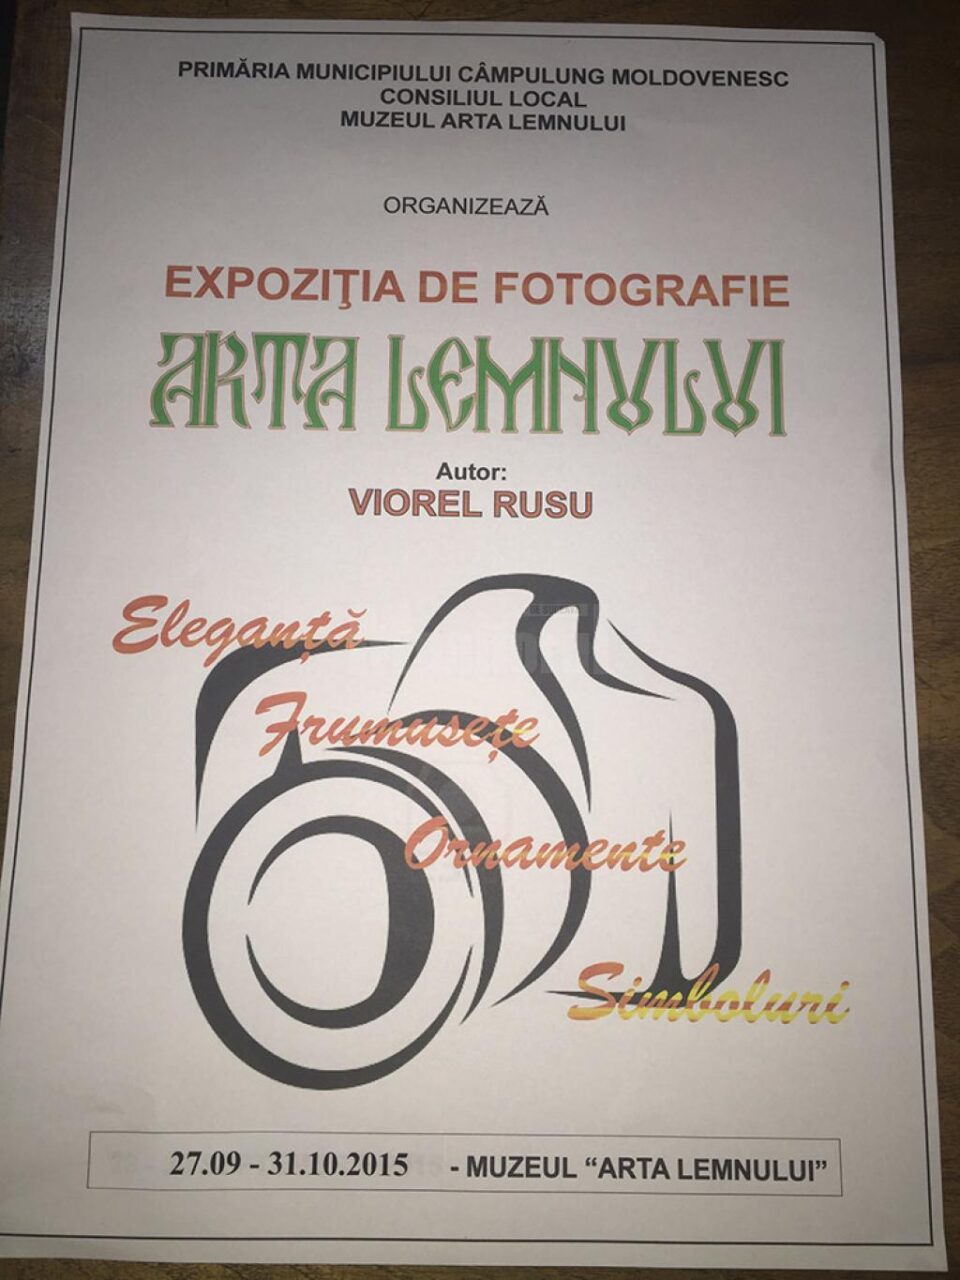 PRIMĂRIA MUNICIPIULUI CÂMPULUNG MOLDOVENESC
CONSILIUL LOCAL
MUZEUL ARTA LEMNULUI
ORGANIZEAZĂ
EXPOZIŢIA DE FOTOGRAFIE
ARTA LEMNULUI
Autor:
VIOREL RUSU
Eleganță
Frumusețe
Ornamente
Simboluri
27.09 - 31.10.2015 - MUZEUL “ARTA LEMNULUI”